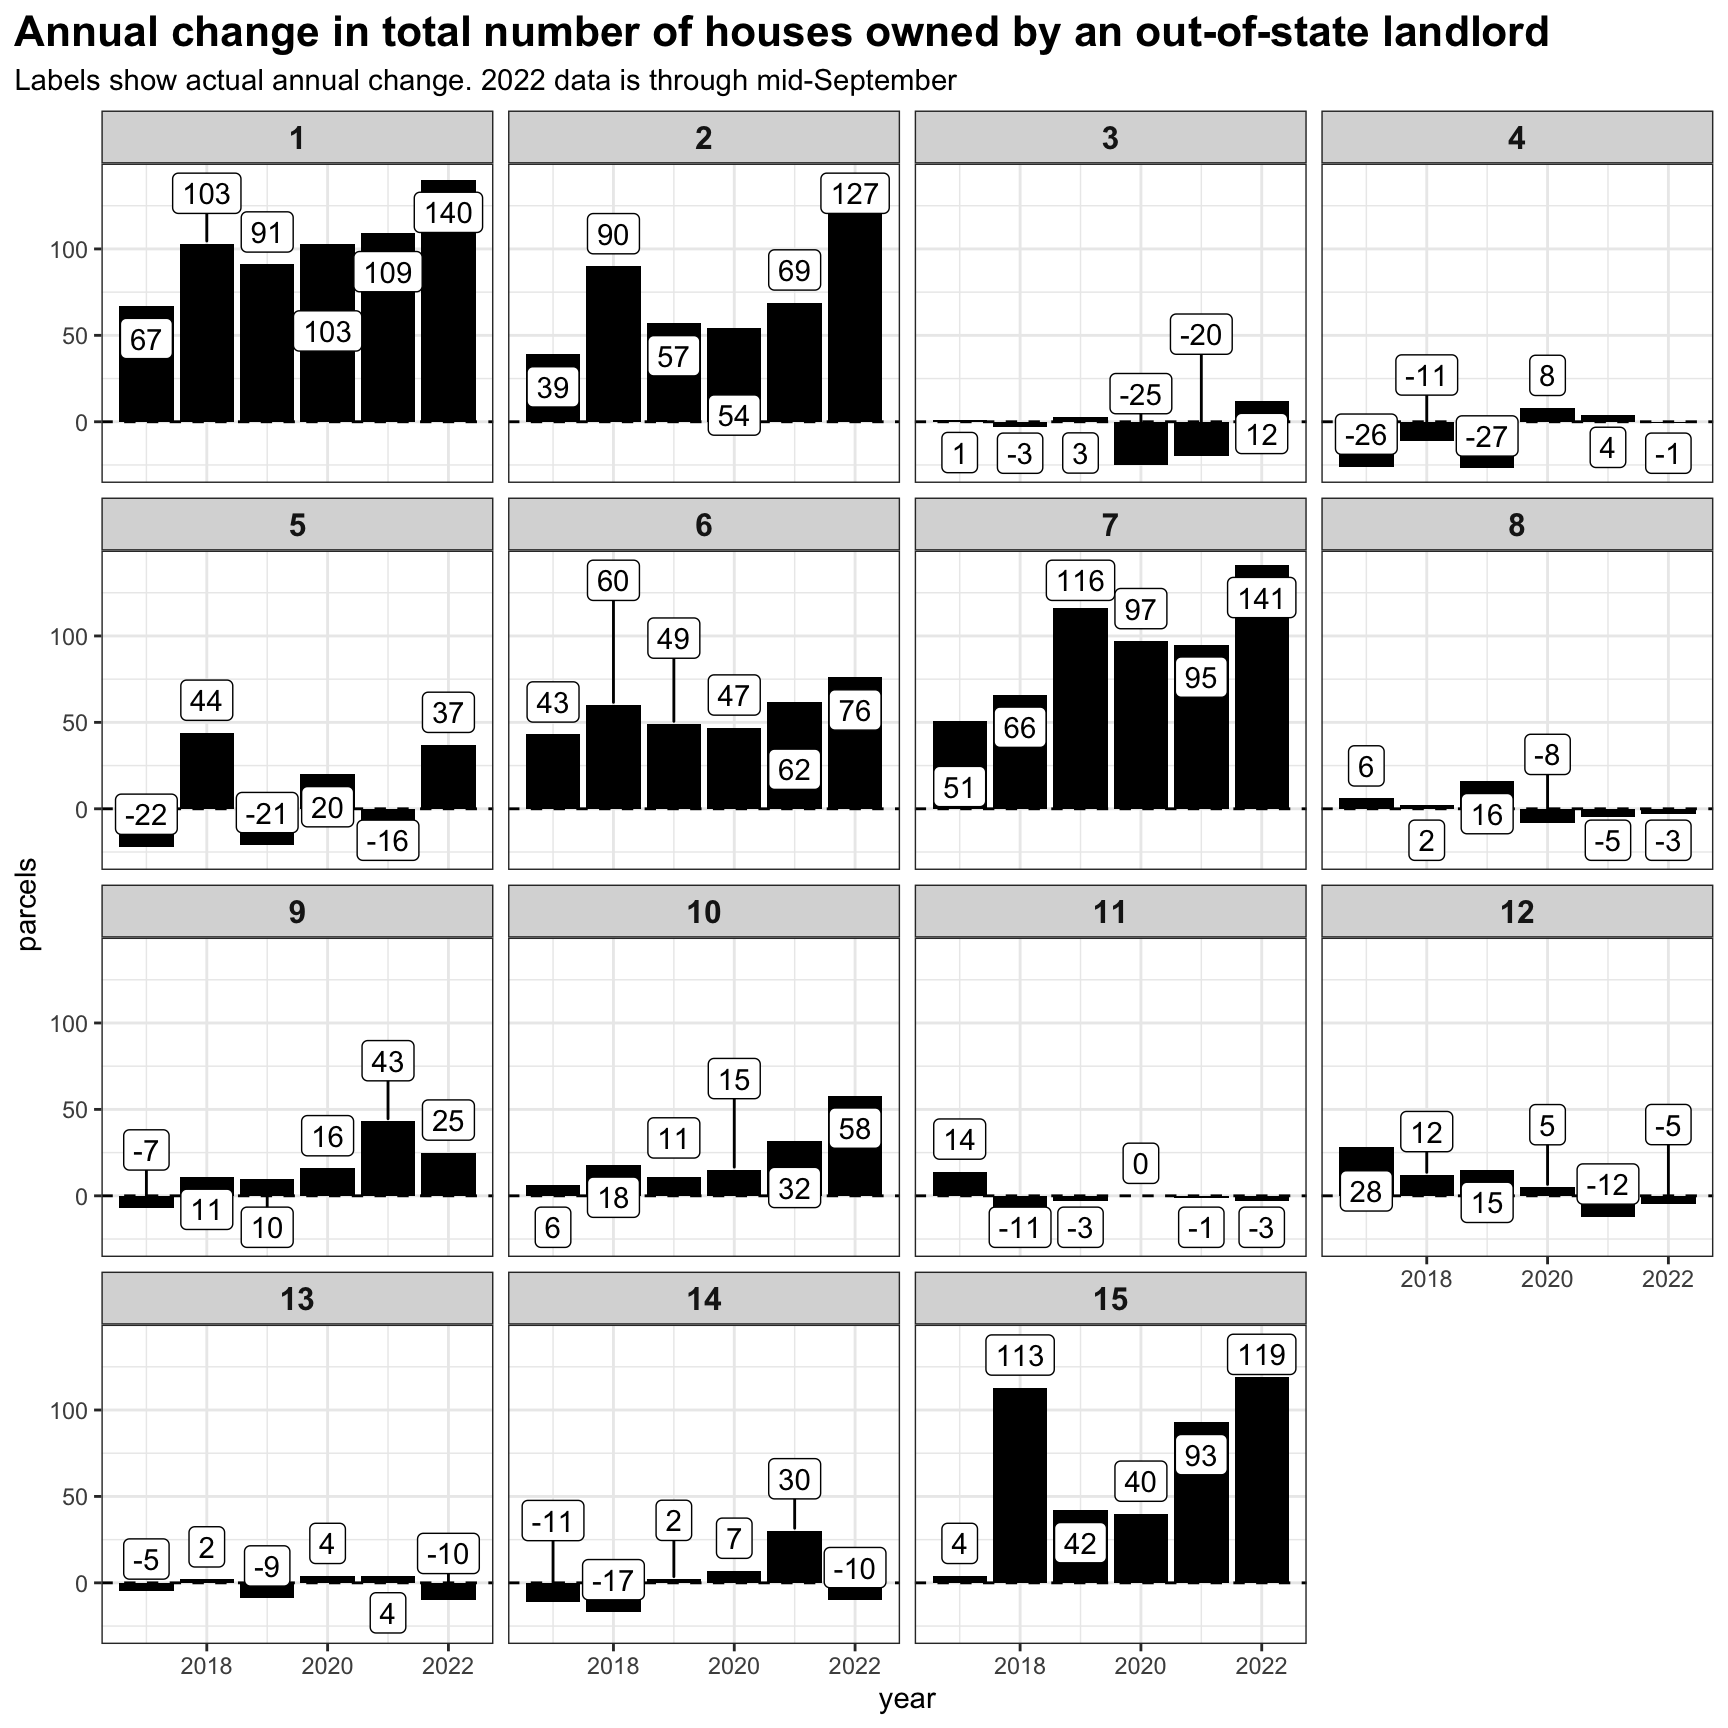 Annual change in total number of houses owned by an out-of-state landlord
Labels show actual annual change. 2022 data is through mid-September
1 2 3 4
103 91 140 109 103 67
90 127 69 57 39 54
-20 -25 12 1 -3 3
-11 8 -26 -27 4 -1
100
50
0
5 6 7 8
44 37 -22 -21 20 -16
60 49 43 47 76 62
116 97 141 95 66 51
6 -8 16 2 -5 -3
100
50
0
parcels
9 10 11 12
43 25 16 -7 11 10
15 11 58 32 18 6
14 0 -11 -3 -1 -3
12 5 -5 28 15 -12
100
50
0
2018 2020 2022
13 14 15
-5 2 -9 4 -10 4
-11 2 30 7 -17 -10
113 119 93 40 4 42
100
50
0
2018 2020 2022
2018 2020 2022
2018 2020 2022
year